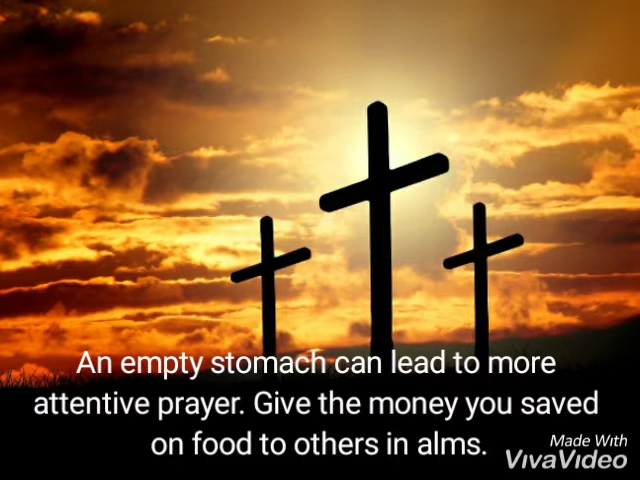 An empty stomach can lead to more
attentive prayer. Give the money you saved
on food to others in alms.
Made With
VivaVideo